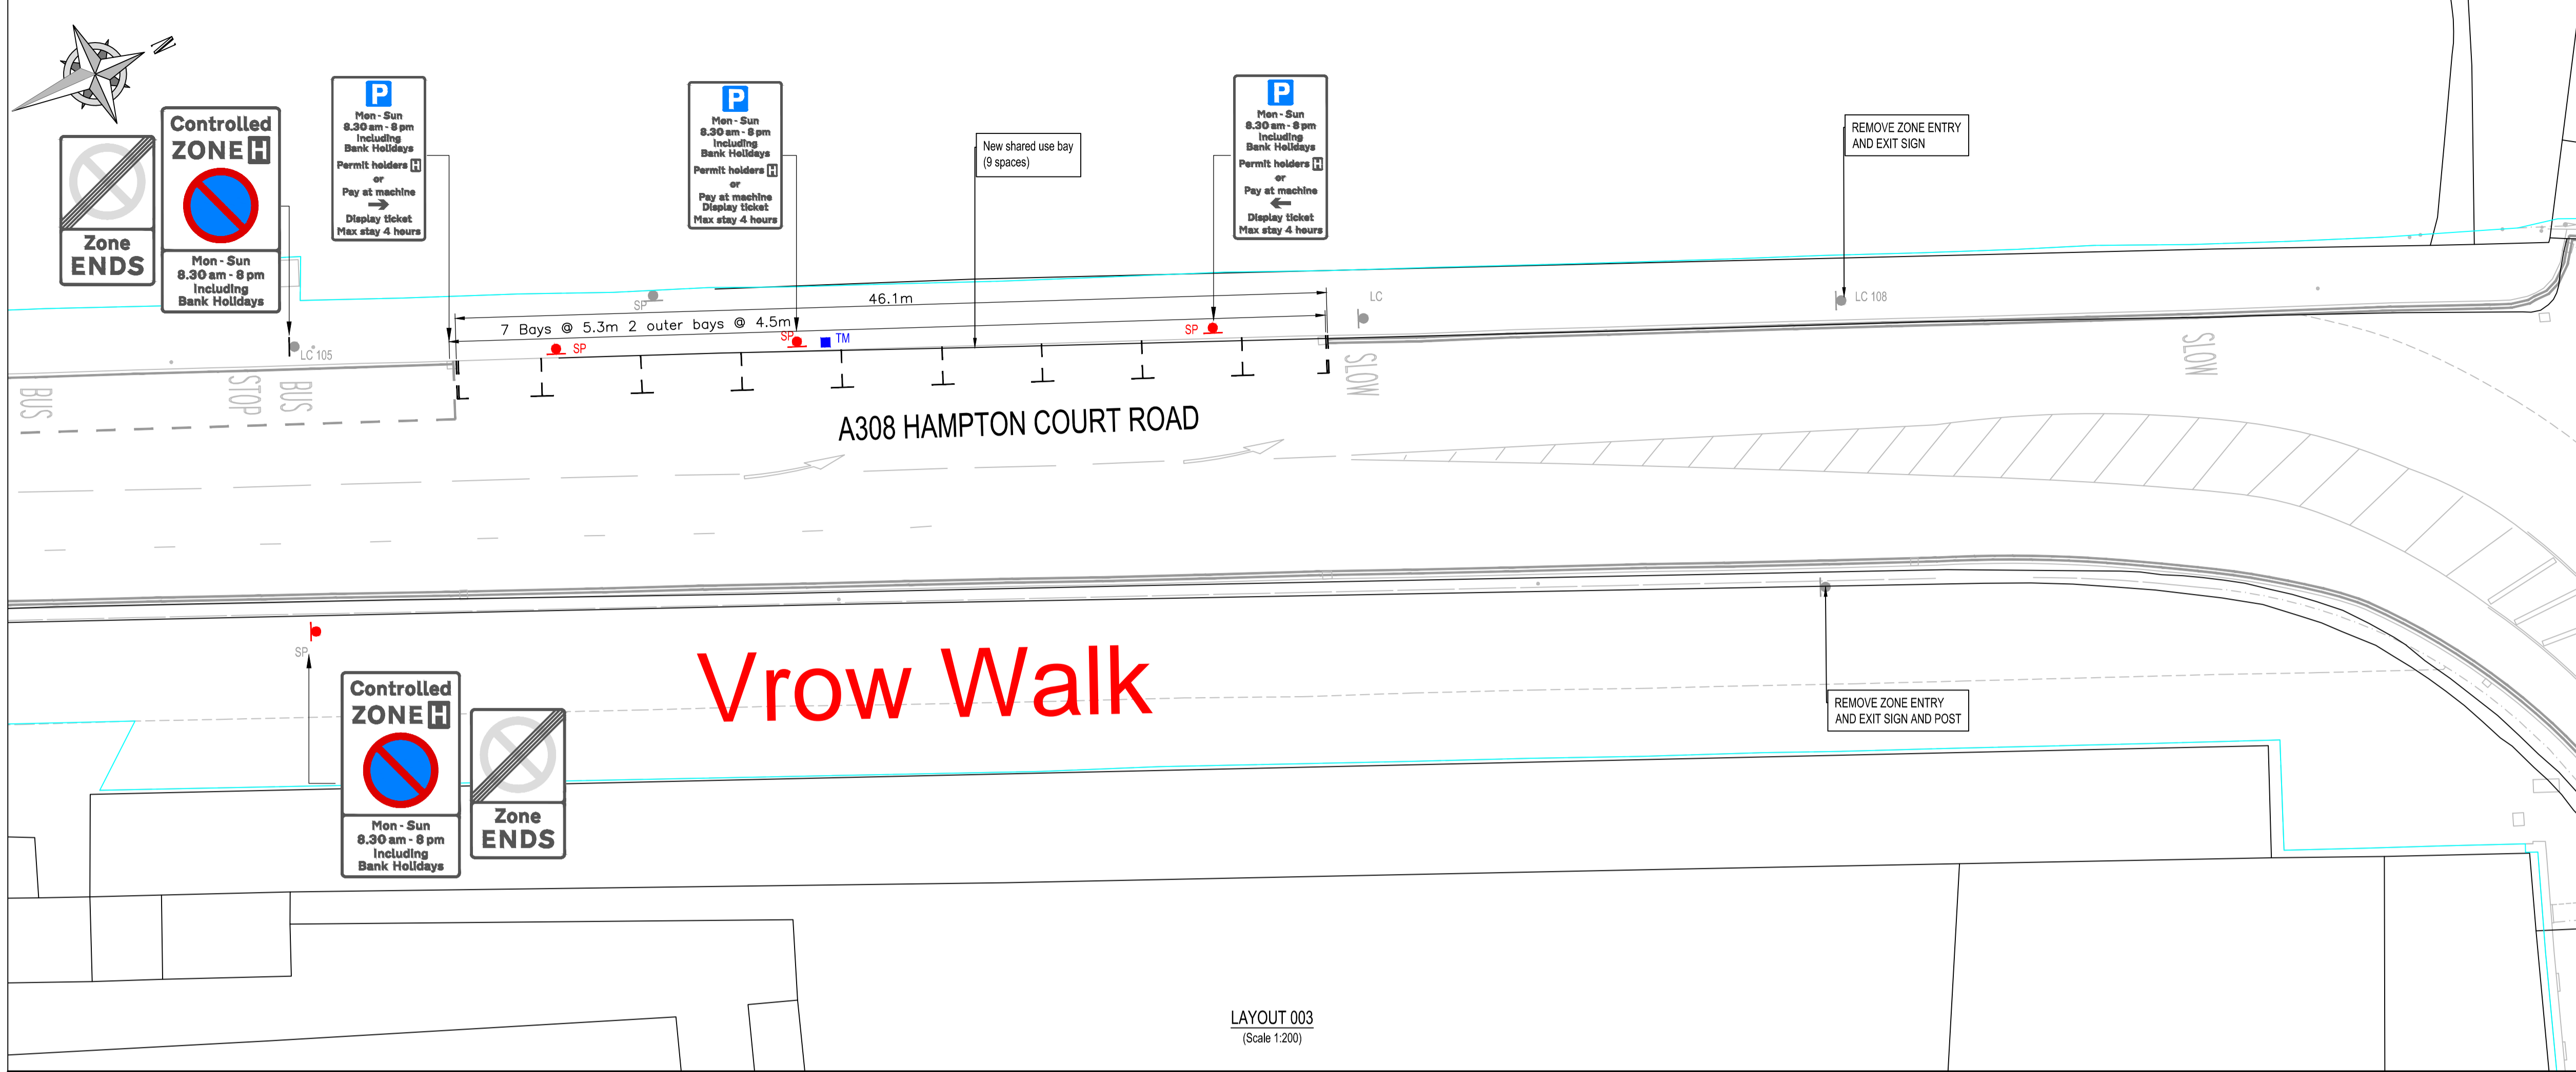 N
Controlled
ZONE H
Mon - Sun
8.30 am - 8 pm
Including
Bank Holidays
Zone
ENDS
P
Mon - Sun
8.30 am - 8 pm
Including
Bank Holidays
Permit holders H
or
Pay at machine
Display ticket
Max stay 4 hours
P
Mon - Sun
8.30 am - 8 pm
Including
Bank Holidays
Permit holders H
or
Pay at machine
Display ticket
Max stay 4 hours
New shared use bay
(9 spaces)
P
Mon - Sun
8.30 am - 8 pm
Including
Bank Holidays
Permit holders H
or
Pay at machine
Display ticket
Max stay 4 hours
REMOVE ZONE ENTRY
AND EXIT SIGN
LC 108
LC
SP
46.1m
7 Bays @ 5.3m 2 outer bays @ 4.5m
SP
SP
TM
SP
LC 105
BUS
STOP
BUS
SLOW
SLOW
A308 HAMPTON COURT ROAD
Vrow Walk
SP
Controlled
ZONE H
Mon - Sun
8.30 am - 8 pm
Including
Bank Holidays
Zone
ENDS
REMOVE ZONE ENTRY
AND EXIT SIGN AND POST
LAYOUT 003
(Scale 1:200)